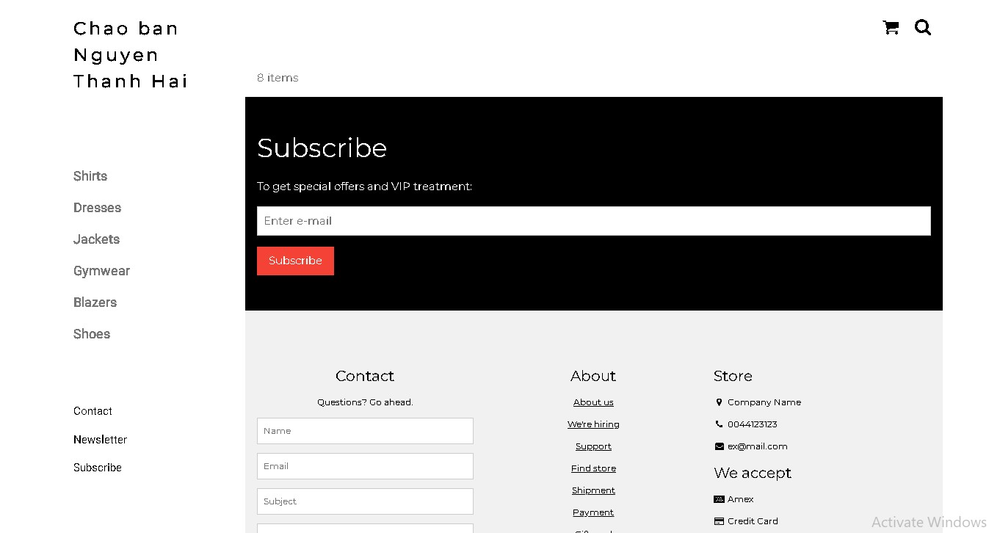 Chao ban
Nguyen
Thanh Hai
8 items
Shirts
Dresses
Jackets
Gymwear
Blazers
Shoes
Contact
Newsletter
Subscribe
Subscribe
To get special offers and VIP treatment:
Enter e-mail
Subscribe
Contact
Questions? Go ahead.
Name
Email
Subject
About
About us
We're hiring
Support
Find store
Shipment
Payment
Store
Company Name
0044123123
ex@mail.com
We accept
Amex
Credit Card
Activate Windows